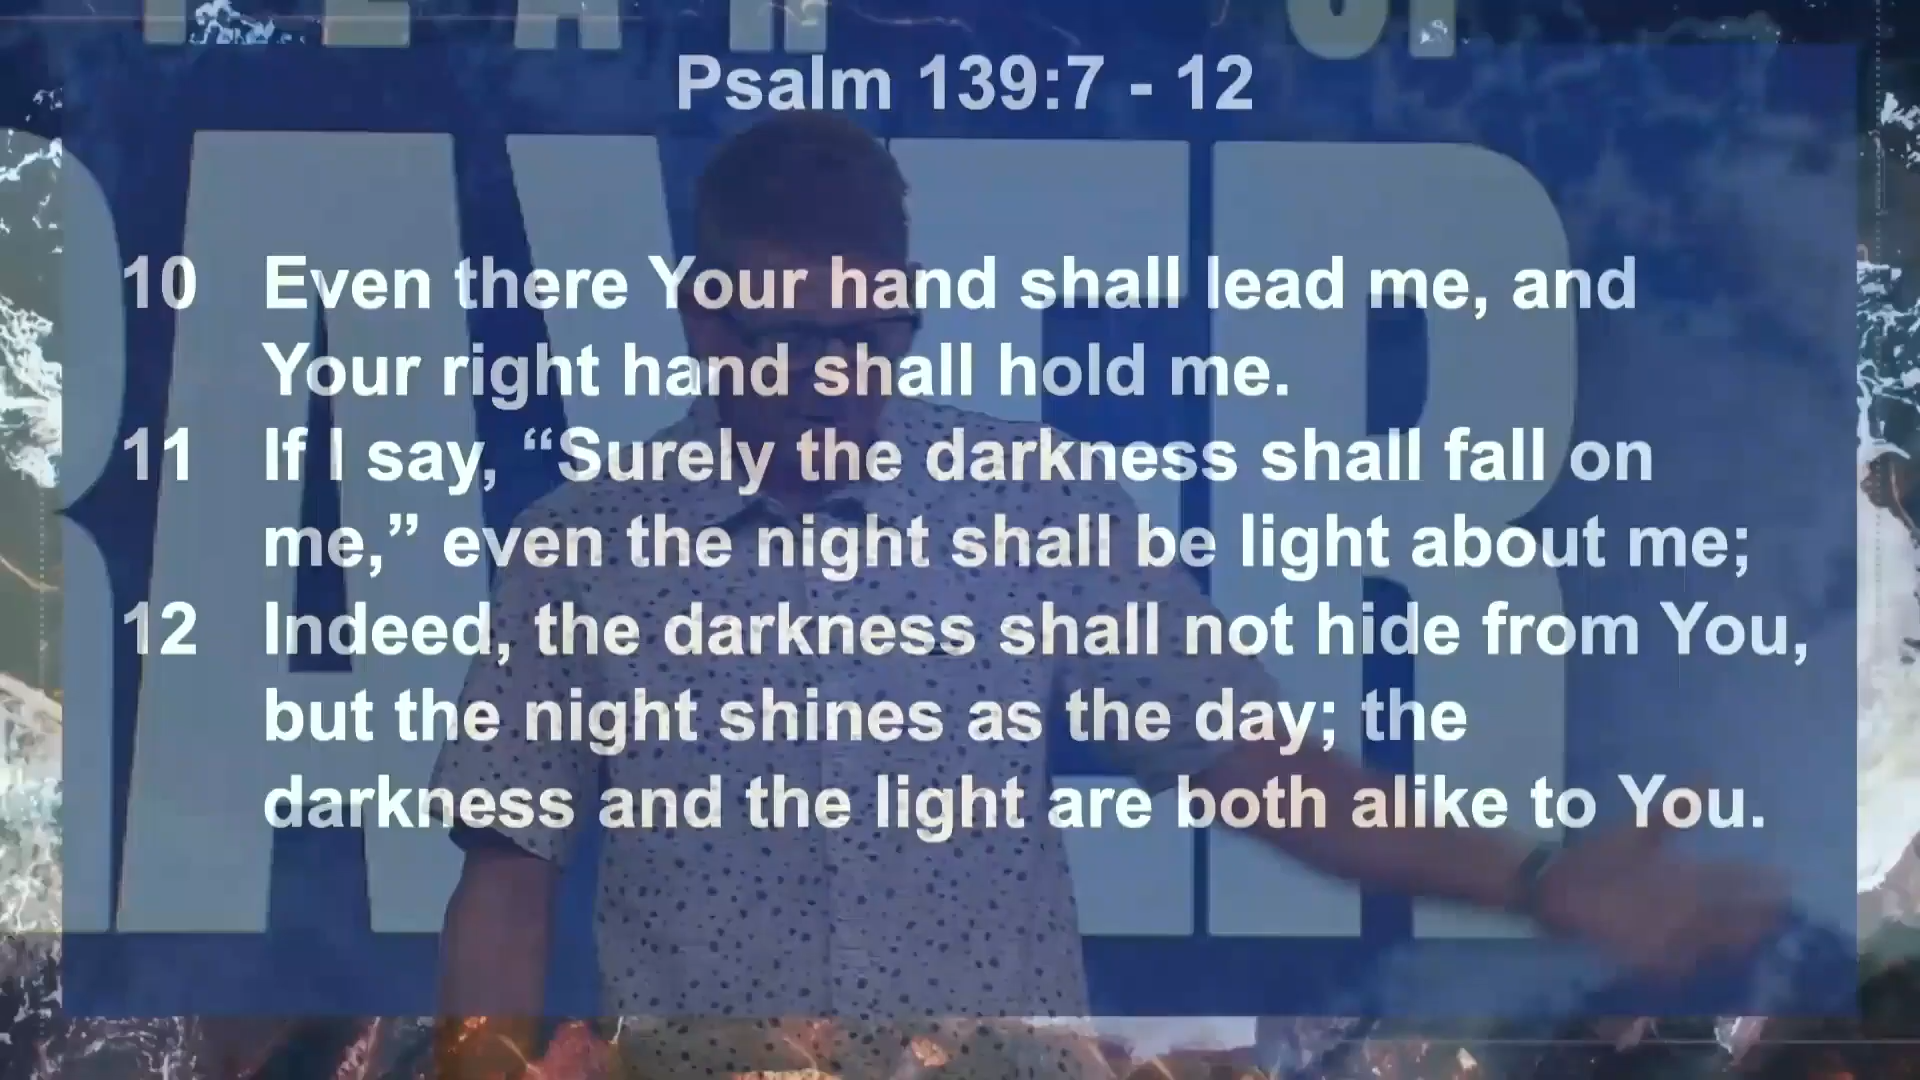 YEAR OF
Psalm 139:7 - 12
RAYER
10 Even there Your hand shall lead me, and
Your right hand shall hold me.
11 If I say, “Surely the darkness shall fall on
me,” even the night shall be light about me;
12 Indeed, the darkness shall not hide from You,
but the night shines as the day; the
darkness and the light are both alike to You.